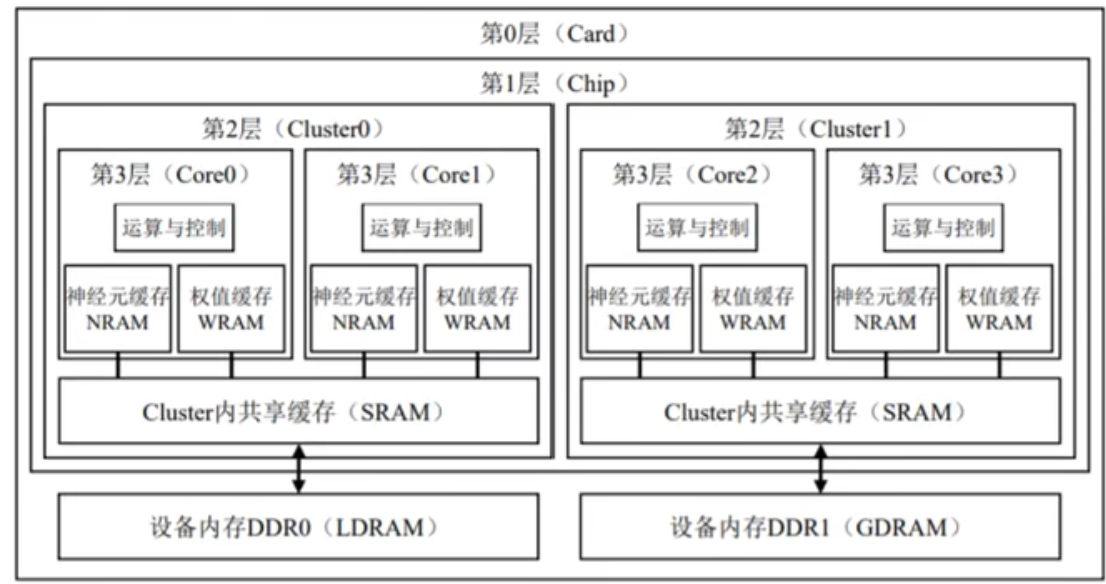 第0层（Card）
第1层（Chip）
第2层（Cluster0）
第3层（Core0）
运算与控制
神经元缓存
NRAM
权值缓存
WRAM
第3层（Core1）
运算与控制
神经元缓存
NRAM
权值缓存
WRAM
Cluster内共享缓存（SRAM）
第2层（Cluster1）
第3层（Core2）
运算与控制
神经元缓存
NRAM
权值缓存
WRAM
第3层（Core3）
运算与控制
神经元缓存
NRAM
权值缓存
WRAM
Cluster内共享缓存（SRAM）
设备内存DDR0（LDRAM）
设备内存DDR1（GDRAM）